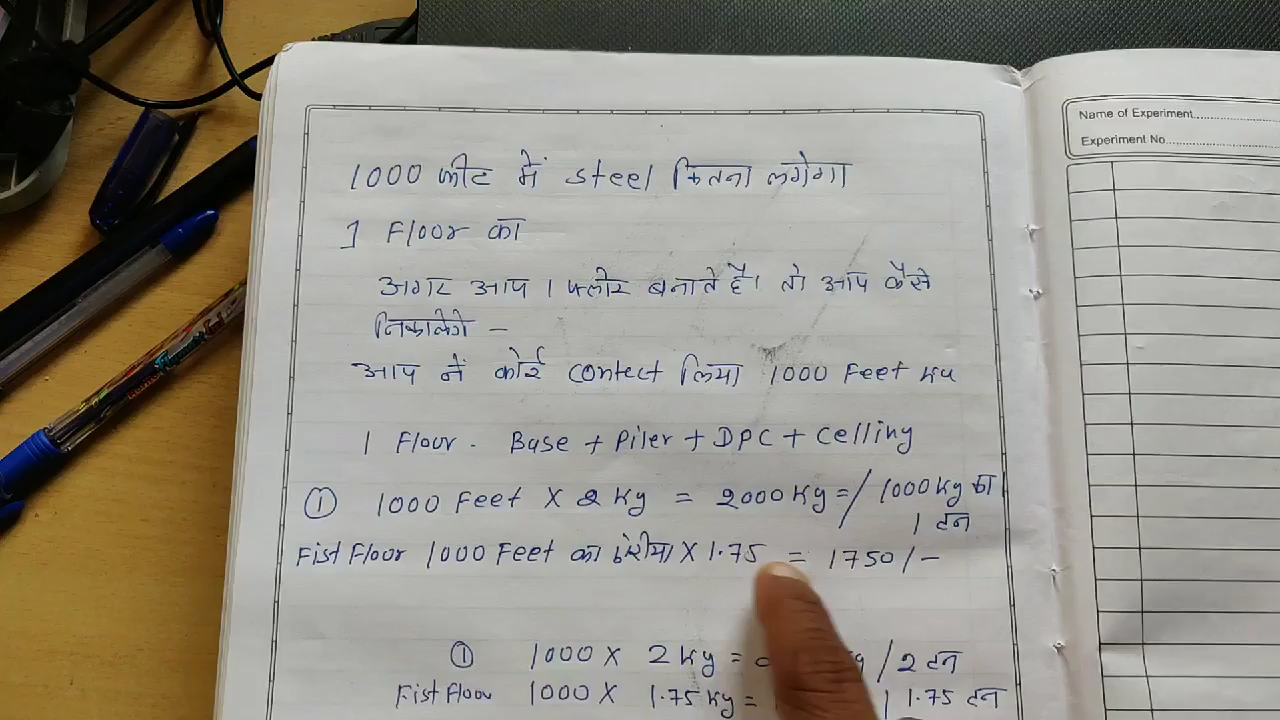 1000 फीट में steel कितना लगेगा
1 Floor का
अगर आप 1 फ्लोर बनाते है। तो आप कैसे
निकालेगे –
आप ने कोई contect लिया 1000 Feet
1 Flour. Base + Piler + DPC + Celling
① 1000 Feet X 2 Kg = 2000 Kg =/ 1000 Kg का
1 टन
Fist Floor 1000 Feet का X 1.75 = 1750/-
① 1000 X 2 Kg = / 2 टन
Fist floor 1000 X 1.75 Kg = | 1.75 टन
Name of Experiment
Experiment No.